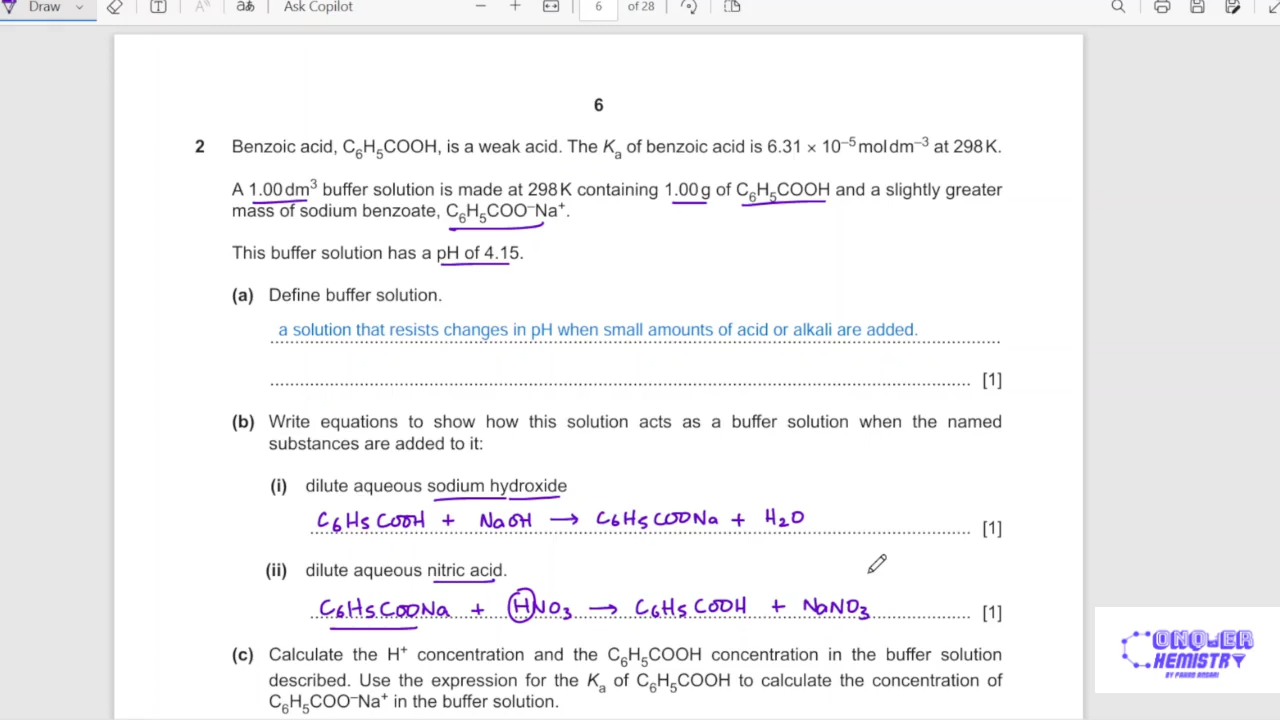 Draw
aあ
Ask Copilot
6
of 28
6
2 Benzoic acid, C₆H₅COOH, is a weak acid. The Kₐ of benzoic acid is 6.31 × 10⁻⁵ mol dm⁻³ at 298 K.
A 1.00 dm³ buffer solution is made at 298 K containing 1.00 g of C₆H₅COOH and a slightly greater
mass of sodium benzoate, C₆H₅COO⁻Na⁺.
This buffer solution has a pH of 4.15.
(a) Define buffer solution.
a solution that resists changes in pH when small amounts of acid or alkali are added.
[1]
(b) Write equations to show how this solution acts as a buffer solution when the named
substances are added to it:
(i) dilute aqueous sodium hydroxide
C₆H₅COOH + NaOH → C₆H₅COONa + H₂O [1]
(ii) dilute aqueous nitric acid.
C₆H₅COONa + HNO₃ → C₆H₅COOH + NaNO₃ [1]
(c) Calculate the H⁺ concentration and the C₆H₅COOH concentration in the buffer solution
described. Use the expression for the Kₐ of C₆H₅COOH to calculate the concentration of
C₆H₅COO⁻Na⁺ in the buffer solution.
CONQUER
CHEMISTRY
BY FAHAD ANSARI